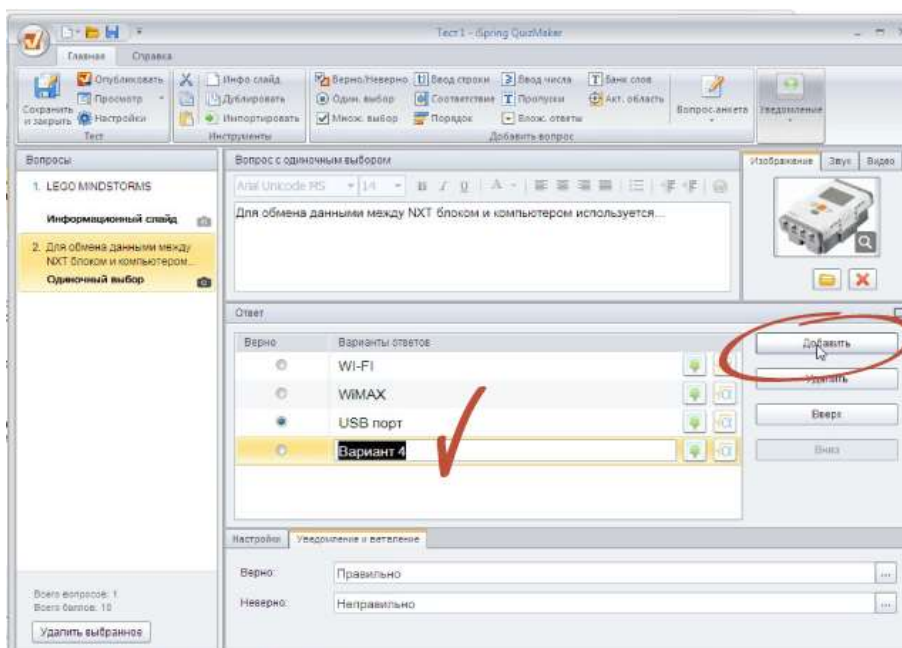 Тест1 - iSpring QuizMaker
Главная Справка
Сохранить и закрыть
Опубликовать
Просмотр
Настройки
Тест
Инфо слайд
Дублировать
Импортировать
Инструменты
Верно/Неверно Ввод строки Ввод числа Банк слов
Один. выбор Соответствие Пропуски Акт. область
Множ. выбор Порядок Влож. ответы
Добавить вопрос
Вопрос-анкета
Уведомление
Вопросы
1. LEGO MINDSTORMS
Информационный слайд
2. Для обмена данными между
NXT блоком и компьютером...
Одиночный выбор
Вопрос с одиночным выбором
Arial Unicode MS 14
Для обмена данными между NXT блоком и компьютером используется...
Изображение Звук Видео
Ответ
Верно Варианты ответов
WI-FI
WiMAX
USB порт
Вариант 4
Добавить
Удалить
Вверх
Вниз
Настройки Уведомление и ветвление
Верно: Правильно ...
Неверно: Неправильно ...
Всего вопросов: 1
Всего баллов: 10
Удалить выбранное